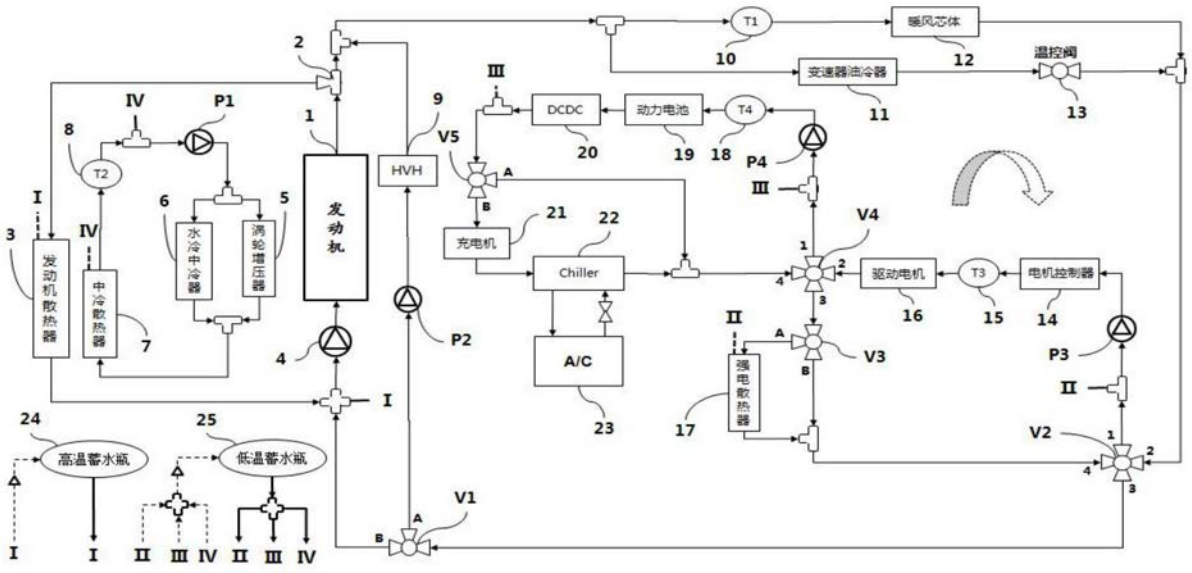 T1
10
暖风芯体
12
温控阀
13
变速器油冷器
11
2
9
HVH
1
发动机
4
P2
IV
P1
8
T2
6
水冷中冷器
5
涡轮增压器
I
3
发动机散热器
IV
中冷散热器
7
III
DCDC
20
动力电池
19
T4
18
P4
III
V5
A
B
21
充电机
22
Chiller
A/C
23
V4
1
2
3
4
驱动电机
16
T3
15
电机控制器
14
P3
II
A
B
V3
II
强电散热器
17
I
V2
1
2
3
4
24
高温蓄水瓶
I
I
25
低温蓄水瓶
II
III
IV
II
III
IV
A
B
V1